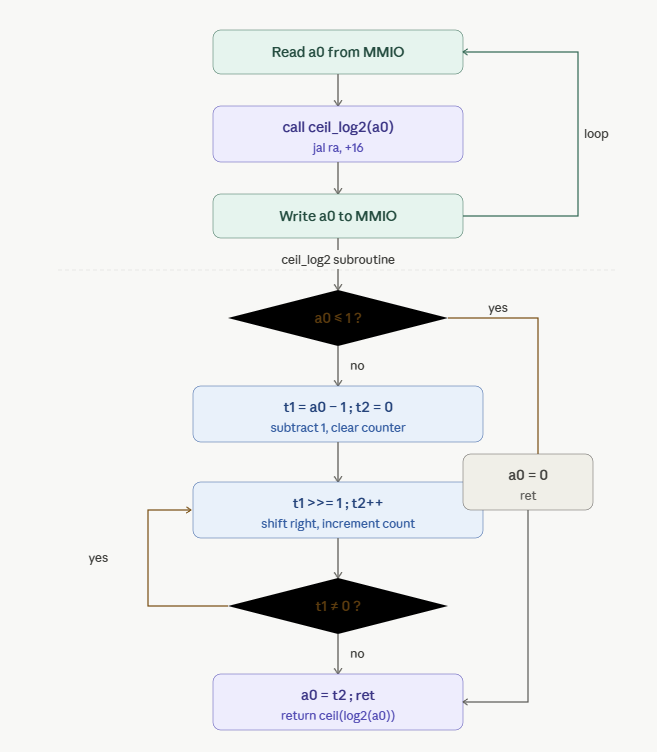 Read a0 from MMIO
call ceil_log2(a0)
jal ra, +16
loop
Write a0 to MMIO
ceil_log2 subroutine
a0 ≤ 1 ?
yes
no
t1 = a0 − 1 ; t2 = 0
subtract 1, clear counter
a0 = 0
ret
t1 >>= 1 ; t2++
shift right, increment count
yes
t1 ≠ 0 ?
no
a0 = t2 ; ret
return ceil(log2(a0))